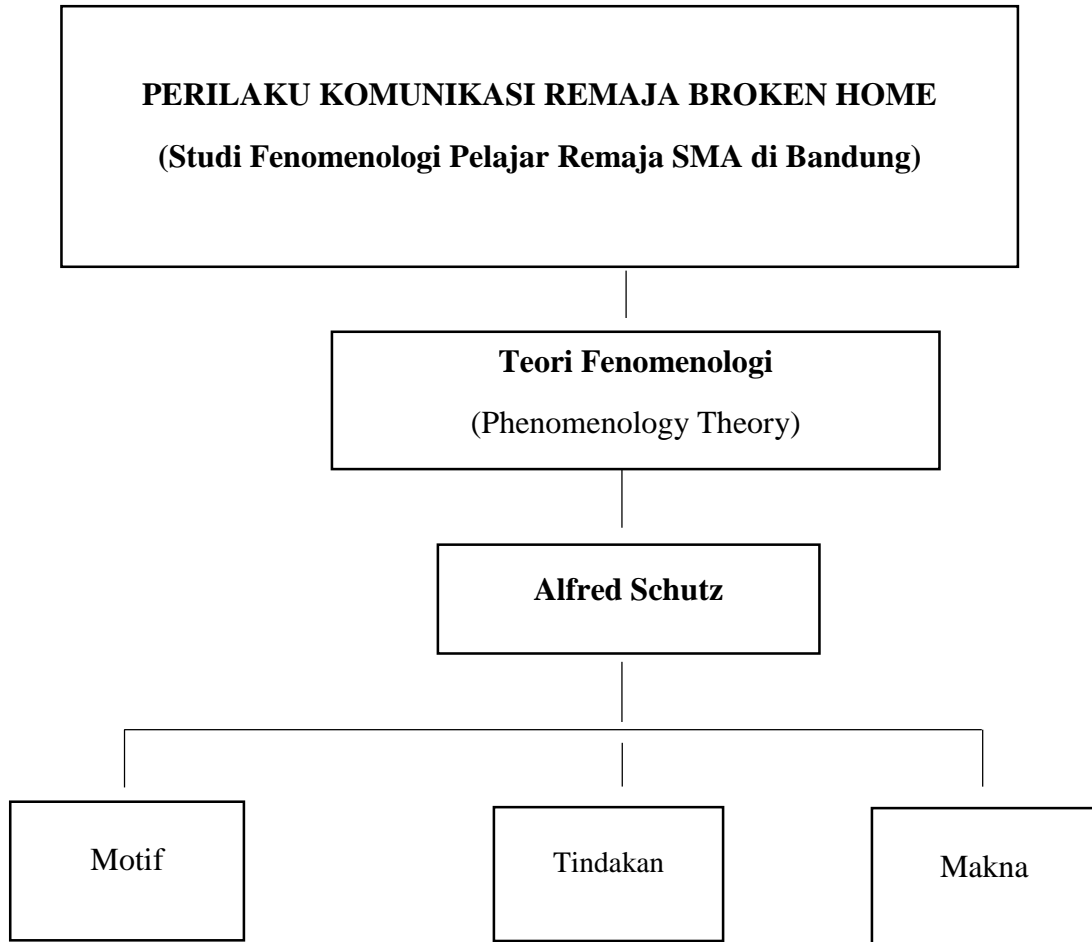 PERILAKU KOMUNIKASI REMAJA BROKEN HOME
(Studi Fenomenologi Pelajar Remaja SMA di Bandung)
Teori Fenomenologi
(Phenomenology Theory)
Alfred Schutz
Motif
Tindakan
Makna